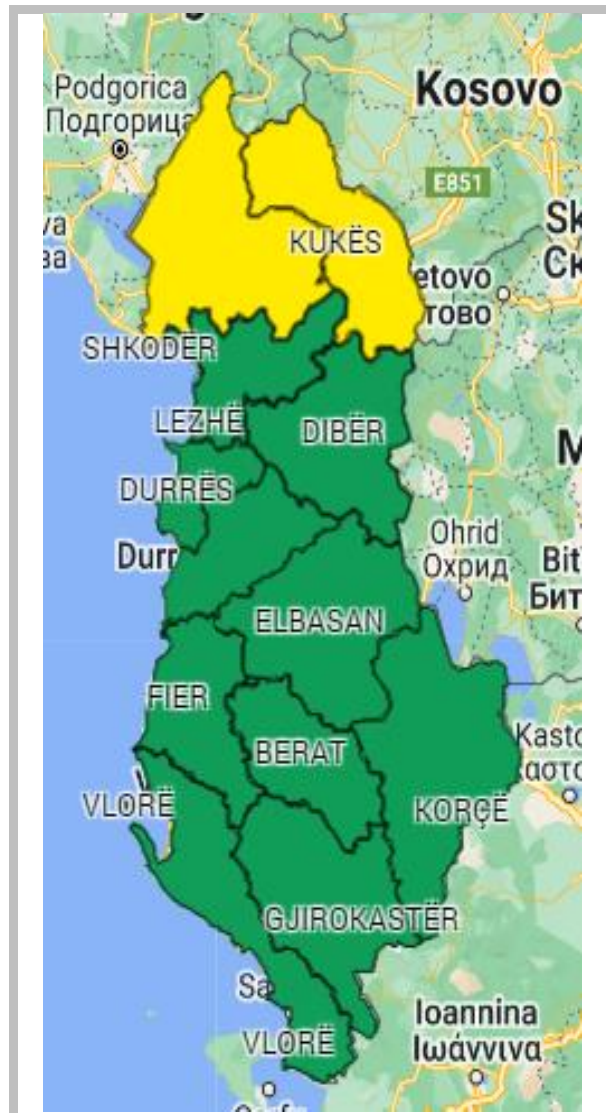 Podgorica
Подгорица
Kosovo
E851
KUKËS
etovo
тово
SHKODËR
LEZHË
DIBËR
DURRËS
Durr
Ohrid
Охрид
Bit
Бит
ELBASAN
FIER
BERAT
Kasto
VLORË
KORÇË
GJIROKASTËR
Sa
Ioannina
Ιωάννινα
VLORË